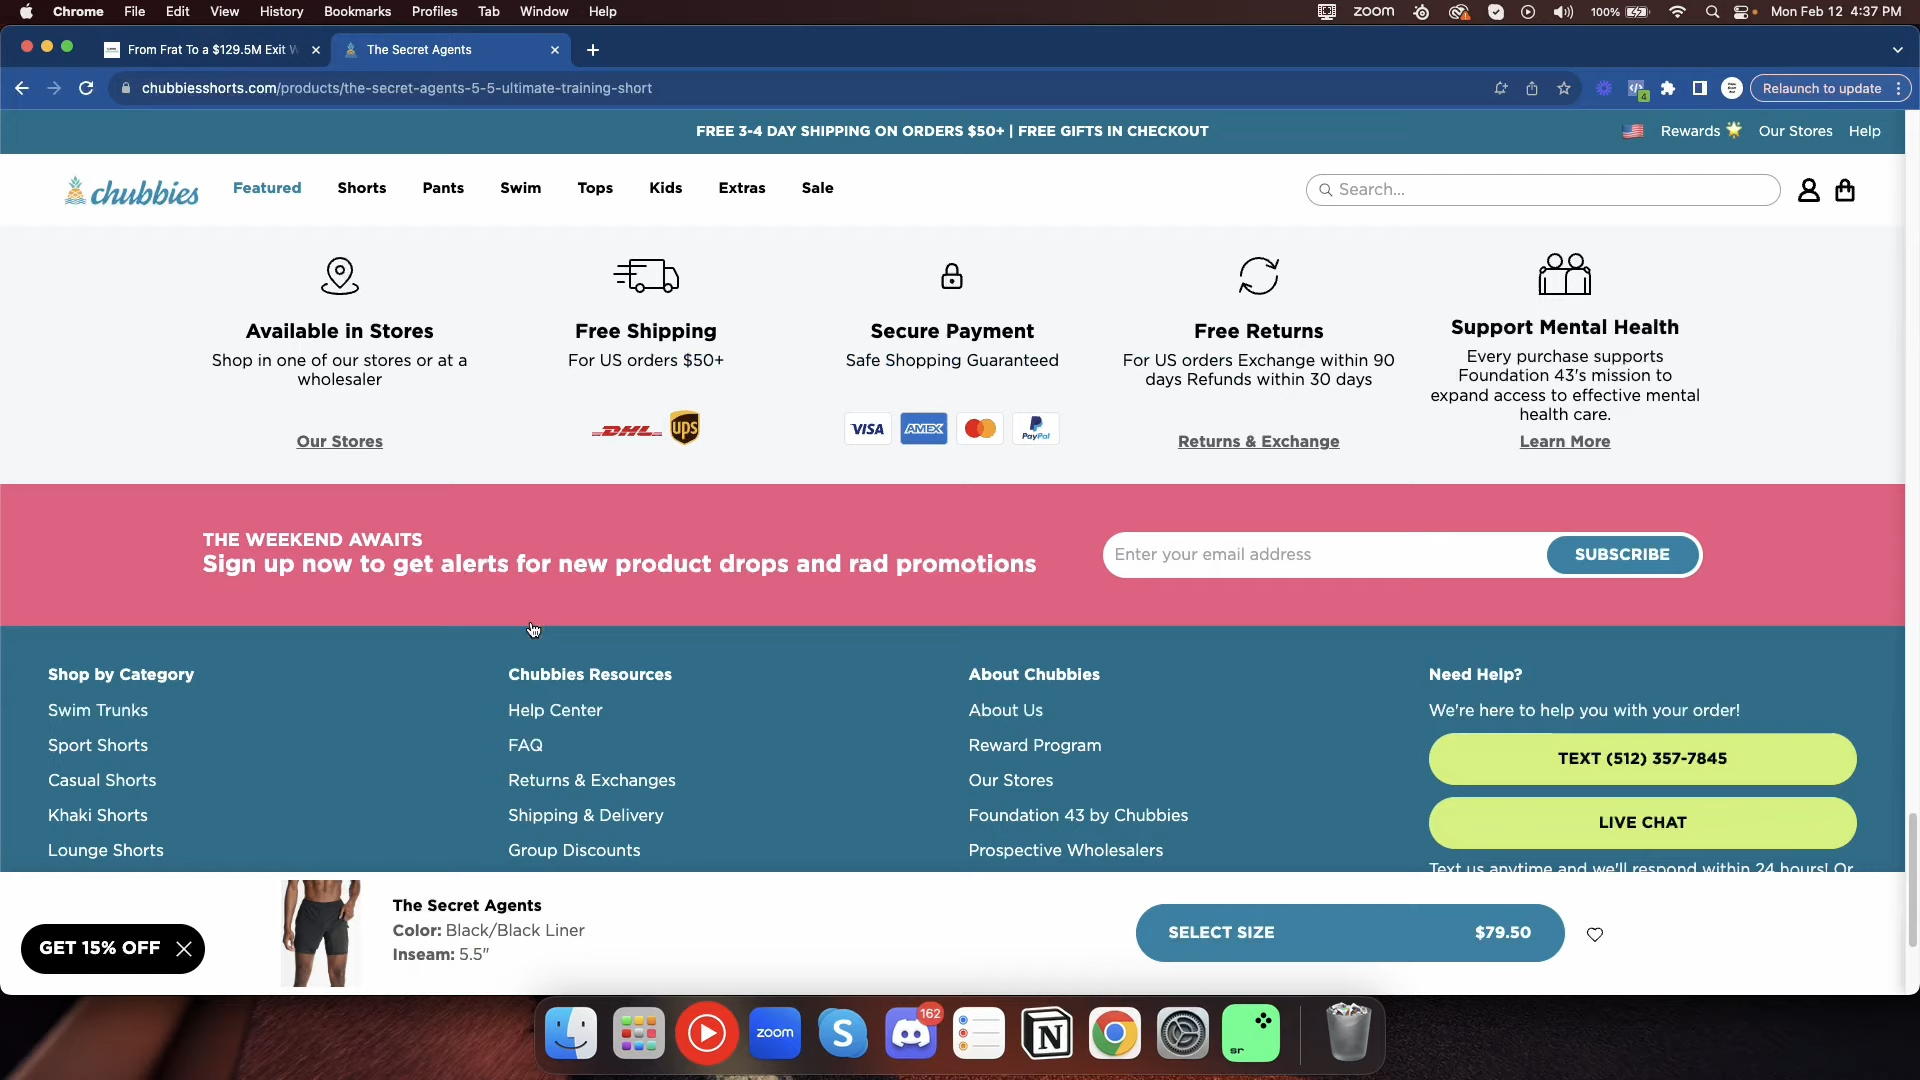 Chrome File Edit View History Bookmarks Profiles Tab Window Help
zoom 100% Mon Feb 12 4:37 PM
From Frat To a $129.5M Exit W
The Secret Agents
chubbiesshorts.com/products/the-secret-agents-5-5-ultimate-training-short
4
Relaunch to update
FREE 3-4 DAY SHIPPING ON ORDERS $50+ | FREE GIFTS IN CHECKOUT
Rewards Our Stores Help
chubbies Featured Shorts Pants Swim Tops Kids Extras Sale
Search...
Available in Stores
Shop in one of our stores or at a
wholesaler
Our Stores
Free Shipping
For US orders $50+
DHL ups
Secure Payment
Safe Shopping Guaranteed
VISA AMEX PayPal
Free Returns
For US orders Exchange within 90
days Refunds within 30 days
Returns & Exchange
Support Mental Health
Every purchase supports
Foundation 43's mission to
expand access to effective mental
health care.
Learn More
THE WEEKEND AWAITS
Sign up now to get alerts for new product drops and rad promotions
Enter your email address
SUBSCRIBE
Shop by Category
Swim Trunks
Sport Shorts
Casual Shorts
Khaki Shorts
Lounge Shorts
Chubbies Resources
Help Center
FAQ
Returns & Exchanges
Shipping & Delivery
Group Discounts
About Chubbies
About Us
Reward Program
Our Stores
Foundation 43 by Chubbies
Prospective Wholesalers
Need Help?
We're here to help you with your order!
TEXT (512) 357-7845
LIVE CHAT
Text us anytime and we'll respond within 24 hours! Or
GET 15% OFF
The Secret Agents
Color: Black/Black Liner
Inseam: 5.5"
SELECT SIZE $79.50
zoom
S
162
N
sr